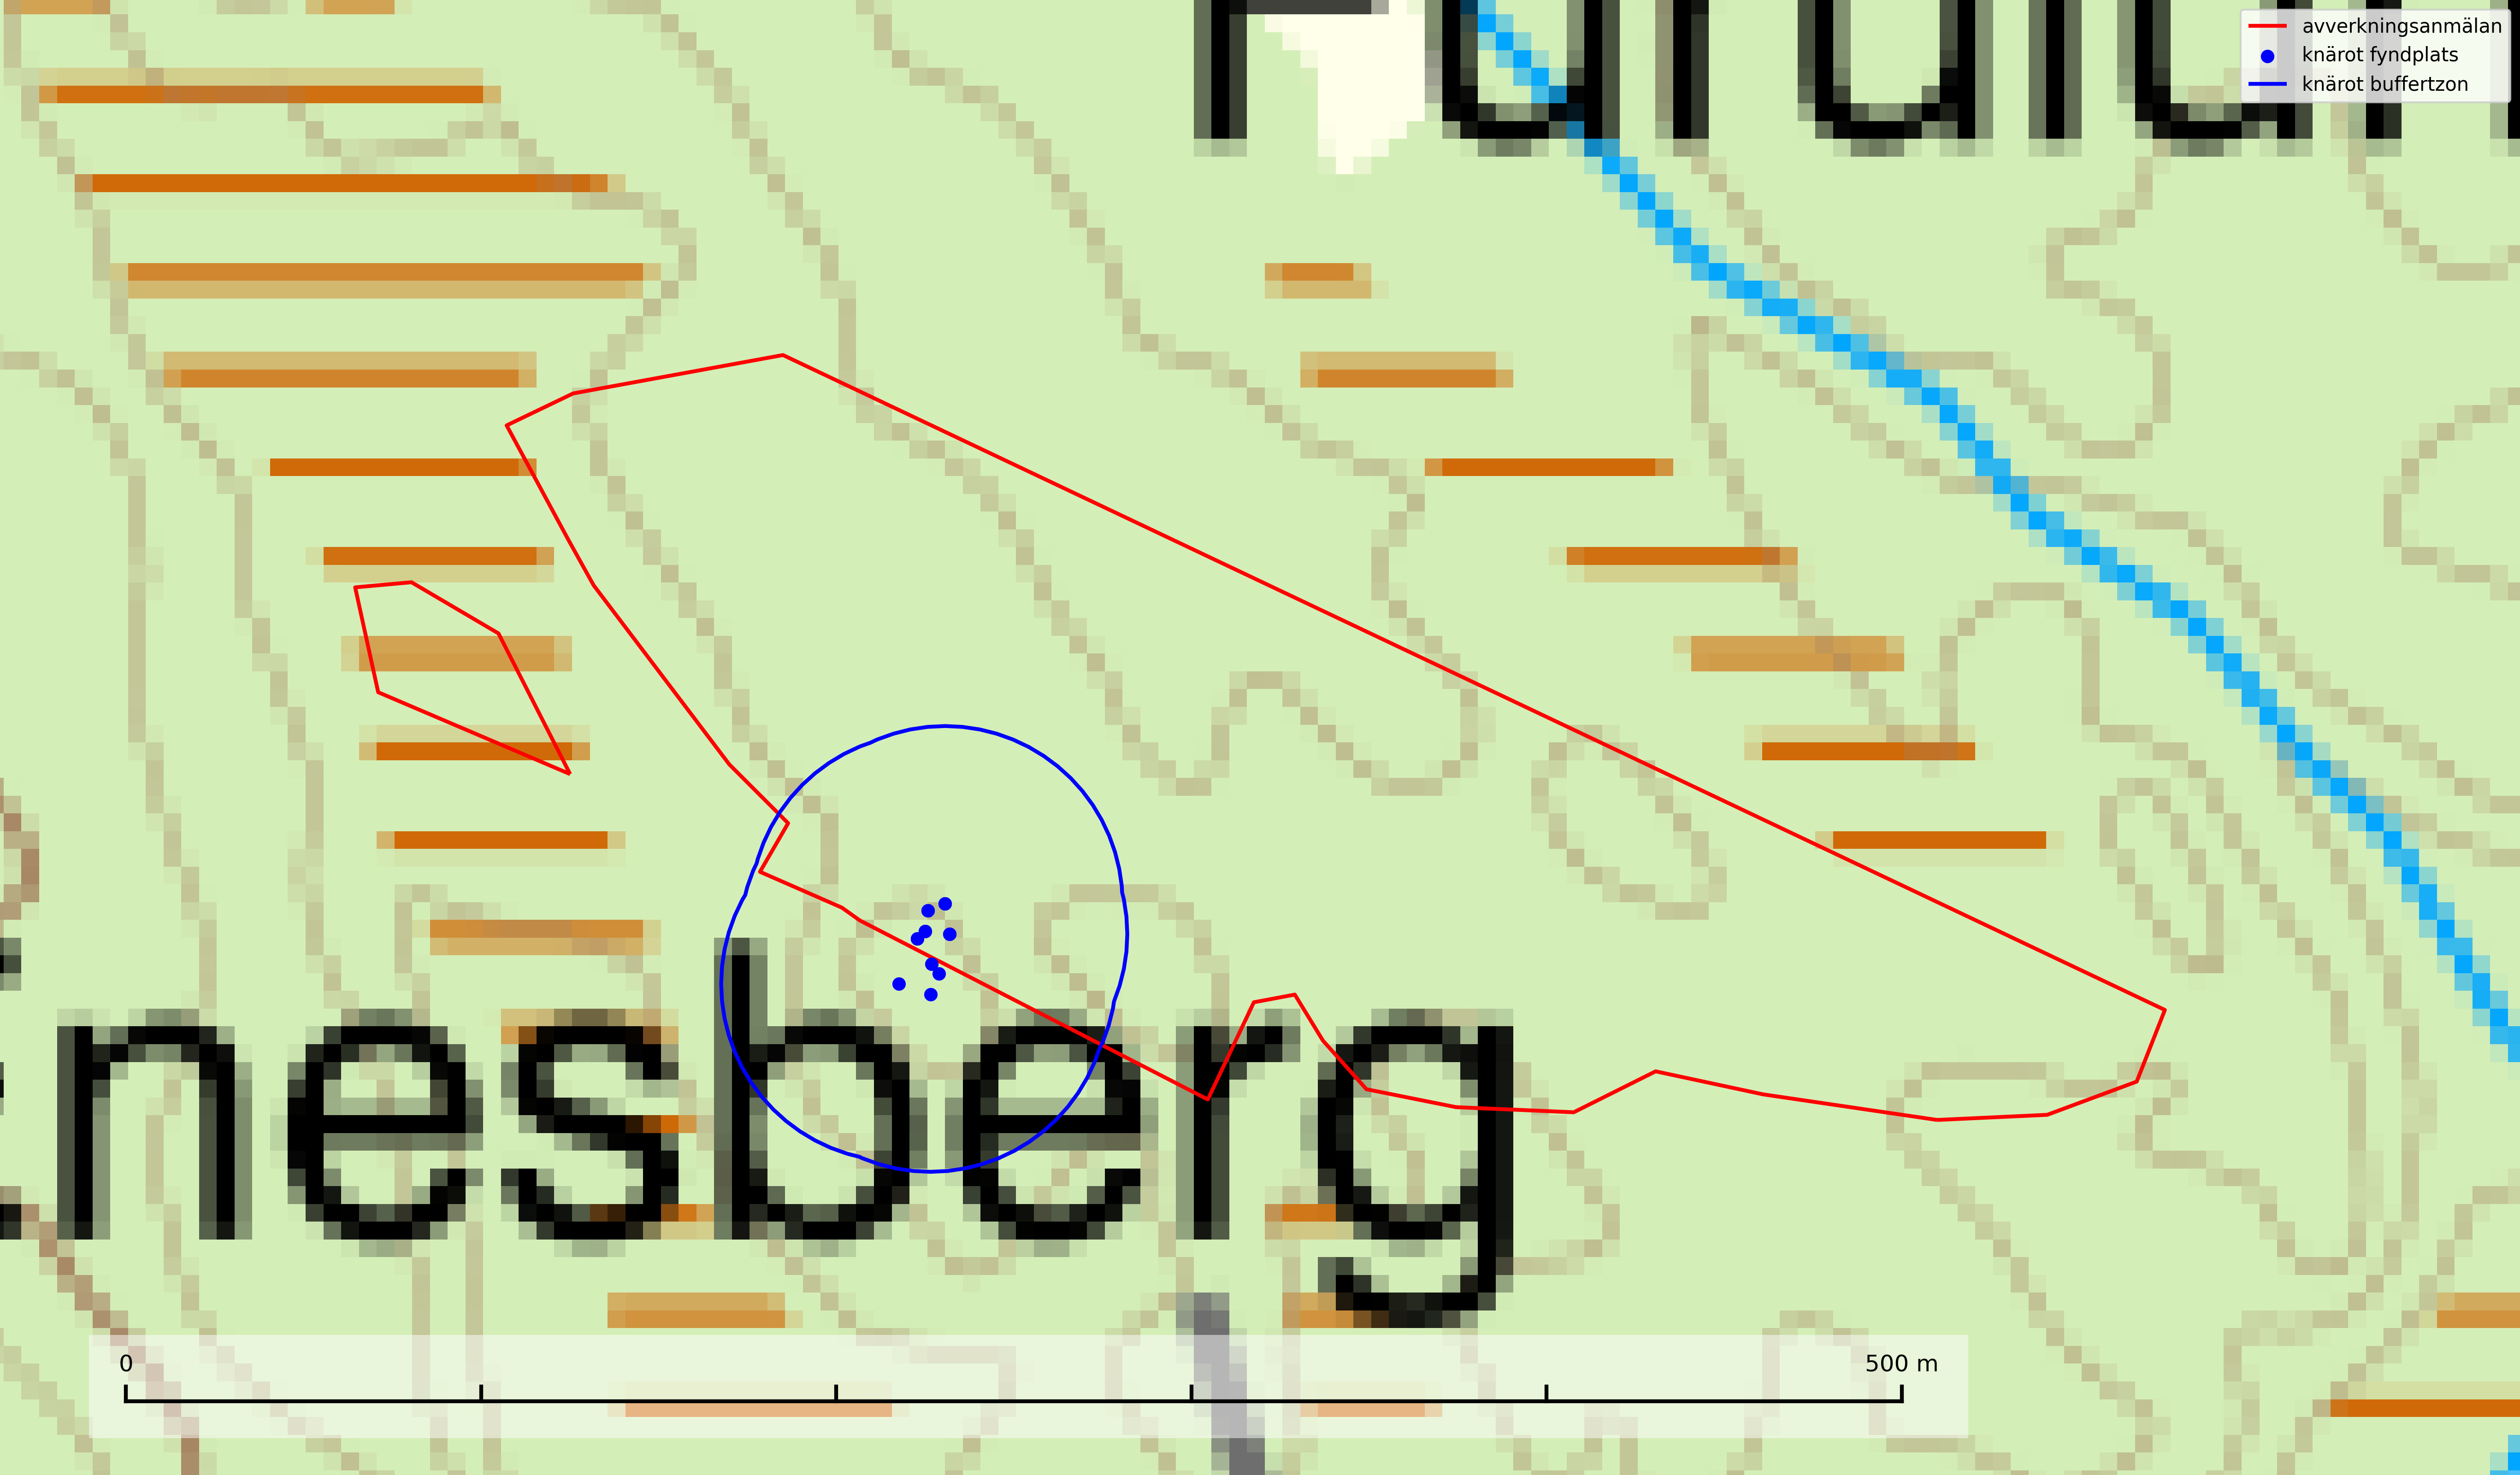 avverkningsanmälan
knärot fyndplats
knärot buffertzon
nesberg
0 500 m